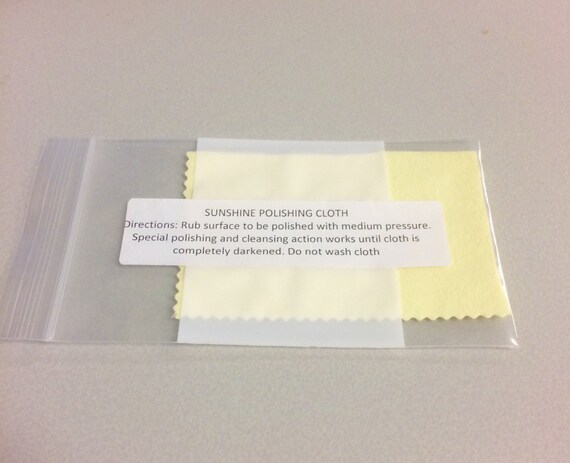 SUNSHINE POLISHING CLOTH
Directions: Rub surface to be polished with medium pressure.
Special polishing and cleansing action works until cloth is
completely darkened. Do not wash cloth